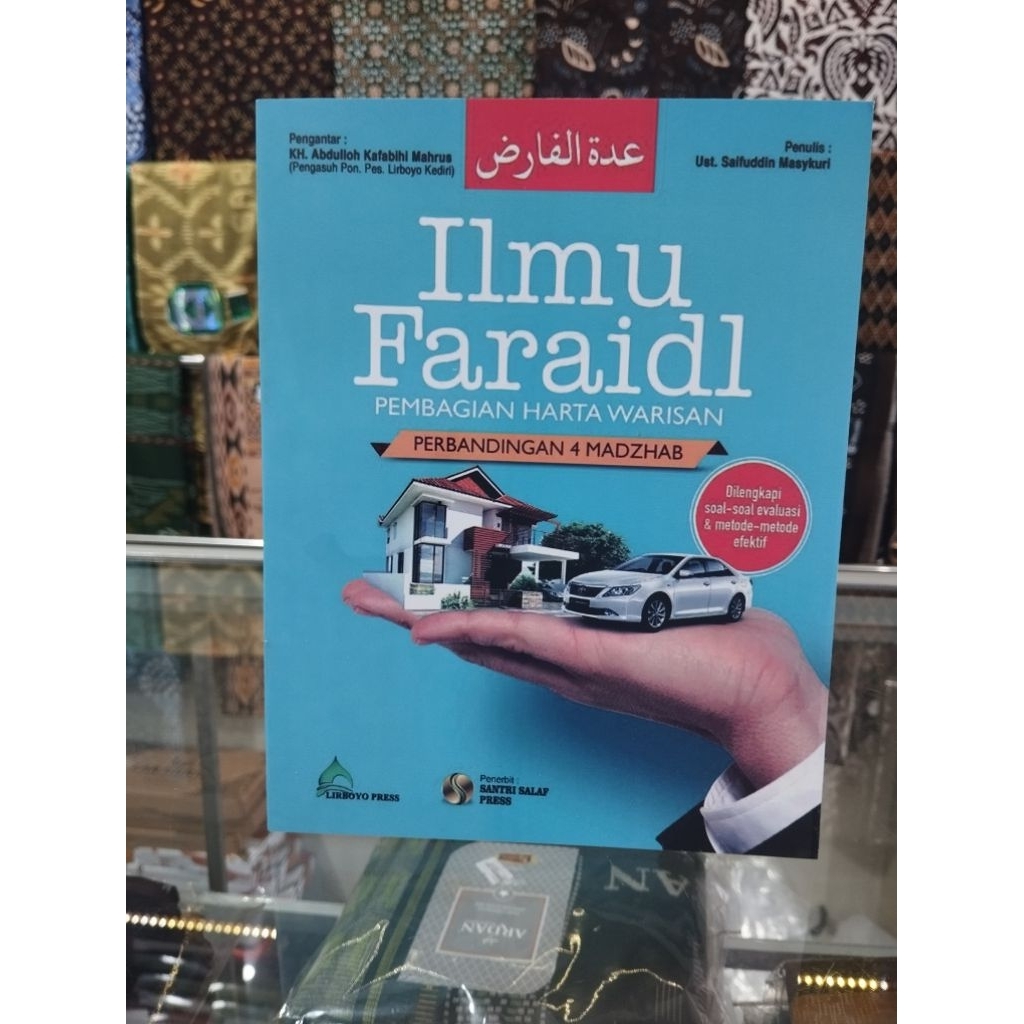 Pengantar :
KH. Abdulloh Kafabihi Mahrus
(Pengasuh Pon. Pes. Lirboyo Kediri)
عدة الفارض
Penulis :
Ust. Saifuddin Masykuri
Ilmu
Faraidl
PEMBAGIAN HARTA WARISAN
PERBANDINGAN 4 MADZHAB
Dilengkapi
soal-soal evaluasi
& metode-metode
efektif
LIRBOYO PRESS
Penerbit :
SANTRI SALAF
PRESS
ARDAN